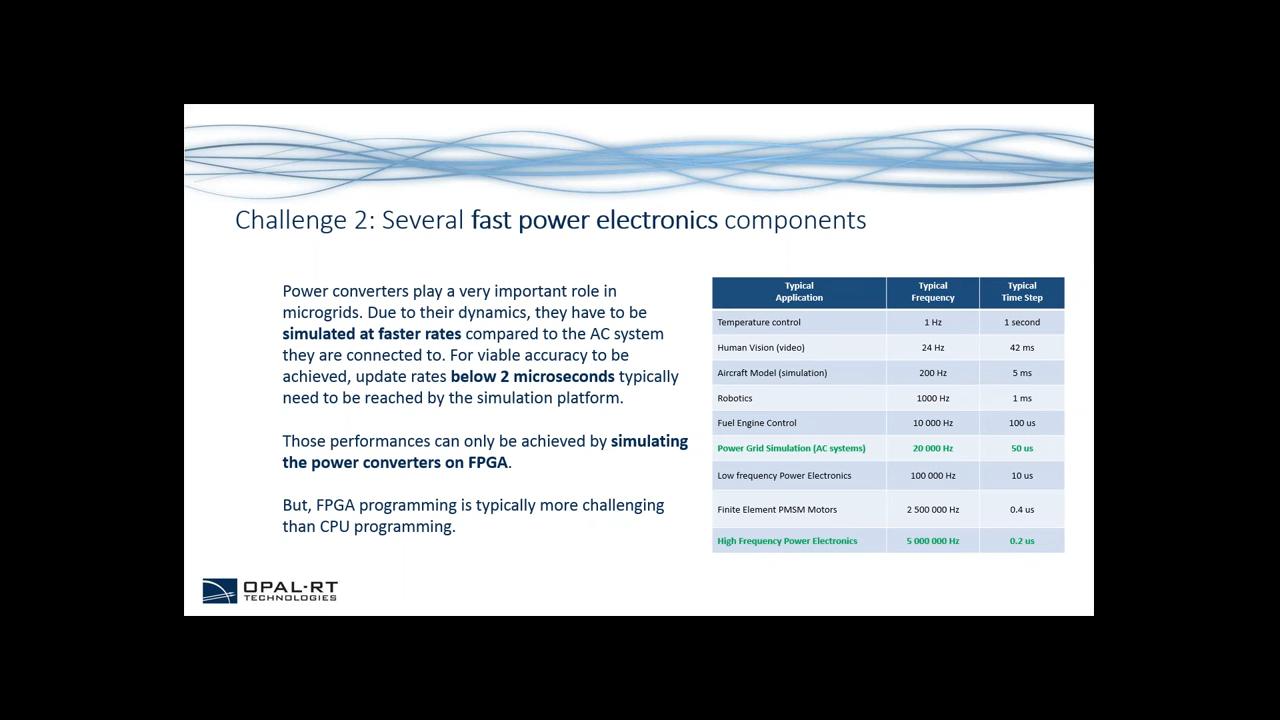 Challenge 2: Several fast power electronics components
Power converters play a very important role in
microgrids. Due to their dynamics, they have to be
simulated at faster rates compared to the AC system
they are connected to. For viable accuracy to be
achieved, update rates below 2 microseconds typically
need to be reached by the simulation platform.
Those performances can only be achieved by simulating
the power converters on FPGA.
But, FPGA programming is typically more challenging
than CPU programming.
Typical Application Typical Frequency Typical Time Step
Temperature control 1 Hz 1 second
Human Vision (video) 24 Hz 42 ms
Aircraft Model (simulation) 200 Hz 5 ms
Robotics 1000 Hz 1 ms
Fuel Engine Control 10 000 Hz 100 us
Power Grid Simulation (AC systems) 20 000 Hz 50 us
Low frequency Power Electronics 100 000 Hz 10 us
Finite Element PMSM Motors 2 500 000 Hz 0.4 us
High Frequency Power Electronics 5 000 000 Hz 0.2 us
OPAL-RT
TECHNOLOGIES